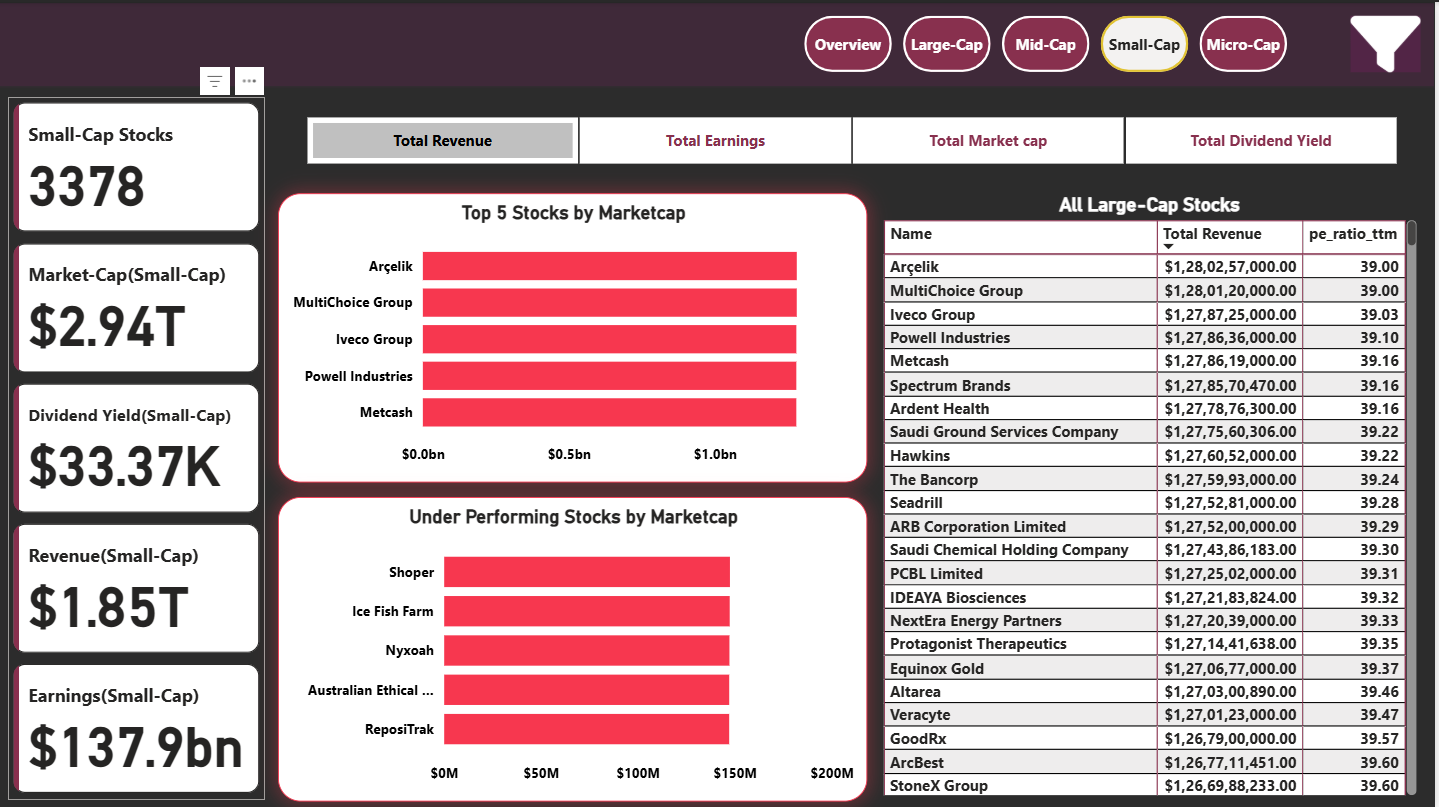 Overview
Large-Cap
Mid-Cap
Small-Cap
Micro-Cap
Small-Cap Stocks
3378
Market-Cap(Small-Cap)
$2.94T
Dividend Yield(Small-Cap)
$33.37K
Revenue(Small-Cap)
$1.85T
Earnings(Small-Cap)
$137.9bn
Total Revenue
Total Earnings
Total Market cap
Total Dividend Yield
Top 5 Stocks by Marketcap
Arçelik
MultiChoice Group
Iveco Group
Powell Industries
Metcash
$0.0bn $0.5bn $1.0bn
Under Performing Stocks by Marketcap
Shoper
Ice Fish Farm
Nyxoah
Australian Ethical ...
ReposiTrak
$0M $50M $100M $150M $200M
All Large-Cap Stocks
Name Total Revenue pe_ratio_ttm
Arçelik $1,28,02,57,000.00 39.00
MultiChoice Group $1,28,01,20,000.00 39.00
Iveco Group $1,27,87,25,000.00 39.03
Powell Industries $1,27,86,36,000.00 39.10
Metcash $1,27,86,19,000.00 39.16
Spectrum Brands $1,27,85,70,470.00 39.16
Ardent Health $1,27,78,76,300.00 39.16
Saudi Ground Services Company $1,27,75,60,306.00 39.22
Hawkins $1,27,60,52,000.00 39.22
The Bancorp $1,27,59,93,000.00 39.24
Seadrill $1,27,52,81,000.00 39.28
ARB Corporation Limited $1,27,52,00,000.00 39.29
Saudi Chemical Holding Company $1,27,43,86,183.00 39.30
PCBL Limited $1,27,25,02,000.00 39.31
IDEAYA Biosciences $1,27,21,83,824.00 39.32
NextEra Energy Partners $1,27,20,39,000.00 39.33
Protagonist Therapeutics $1,27,14,41,638.00 39.35
Equinox Gold $1,27,06,77,000.00 39.37
Altarea $1,27,03,00,890.00 39.46
Veracyte $1,27,01,23,000.00 39.47
GoodRx $1,26,79,00,000.00 39.57
ArcBest $1,26,77,11,451.00 39.60
StoneX Group $1,26,69,88,233.00 39.60